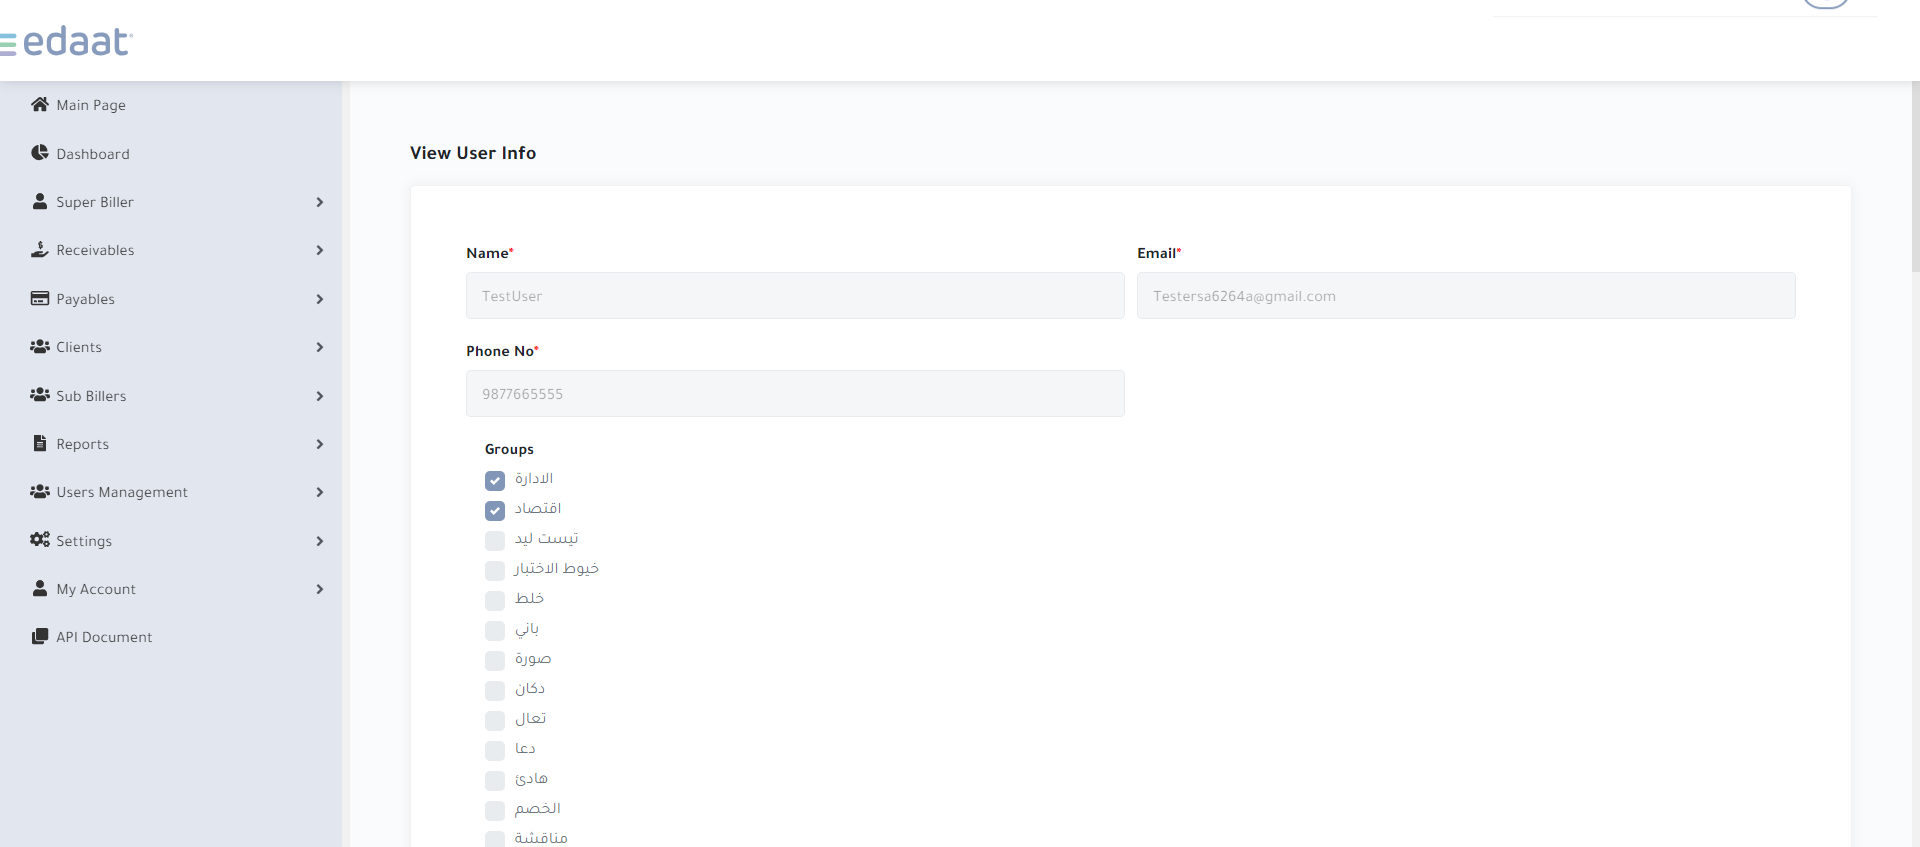 edaat
Main Page
Dashboard
Super Biller
Receivables
Payables
Clients
Sub Billers
Reports
Users Management
Settings
My Account
API Document
View User Info
Name*
TestUser
Email*
Testersa6264a@gmail.com
Phone No*
9877665555
Groups
الادارة
اقتصاد
تيست ليد
خيوط الاختبار
خلط
باني
صورة
دكان
تعال
دعا
هادئ
الخصم
مناقشة